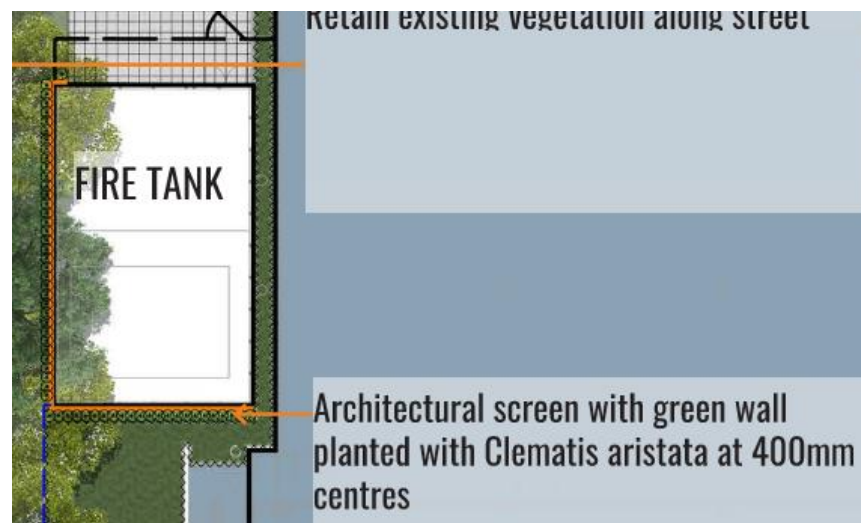 Retain existing vegetation along street
FIRE TANK
Architectural screen with green wall
planted with Clematis aristata at 400mm
centres